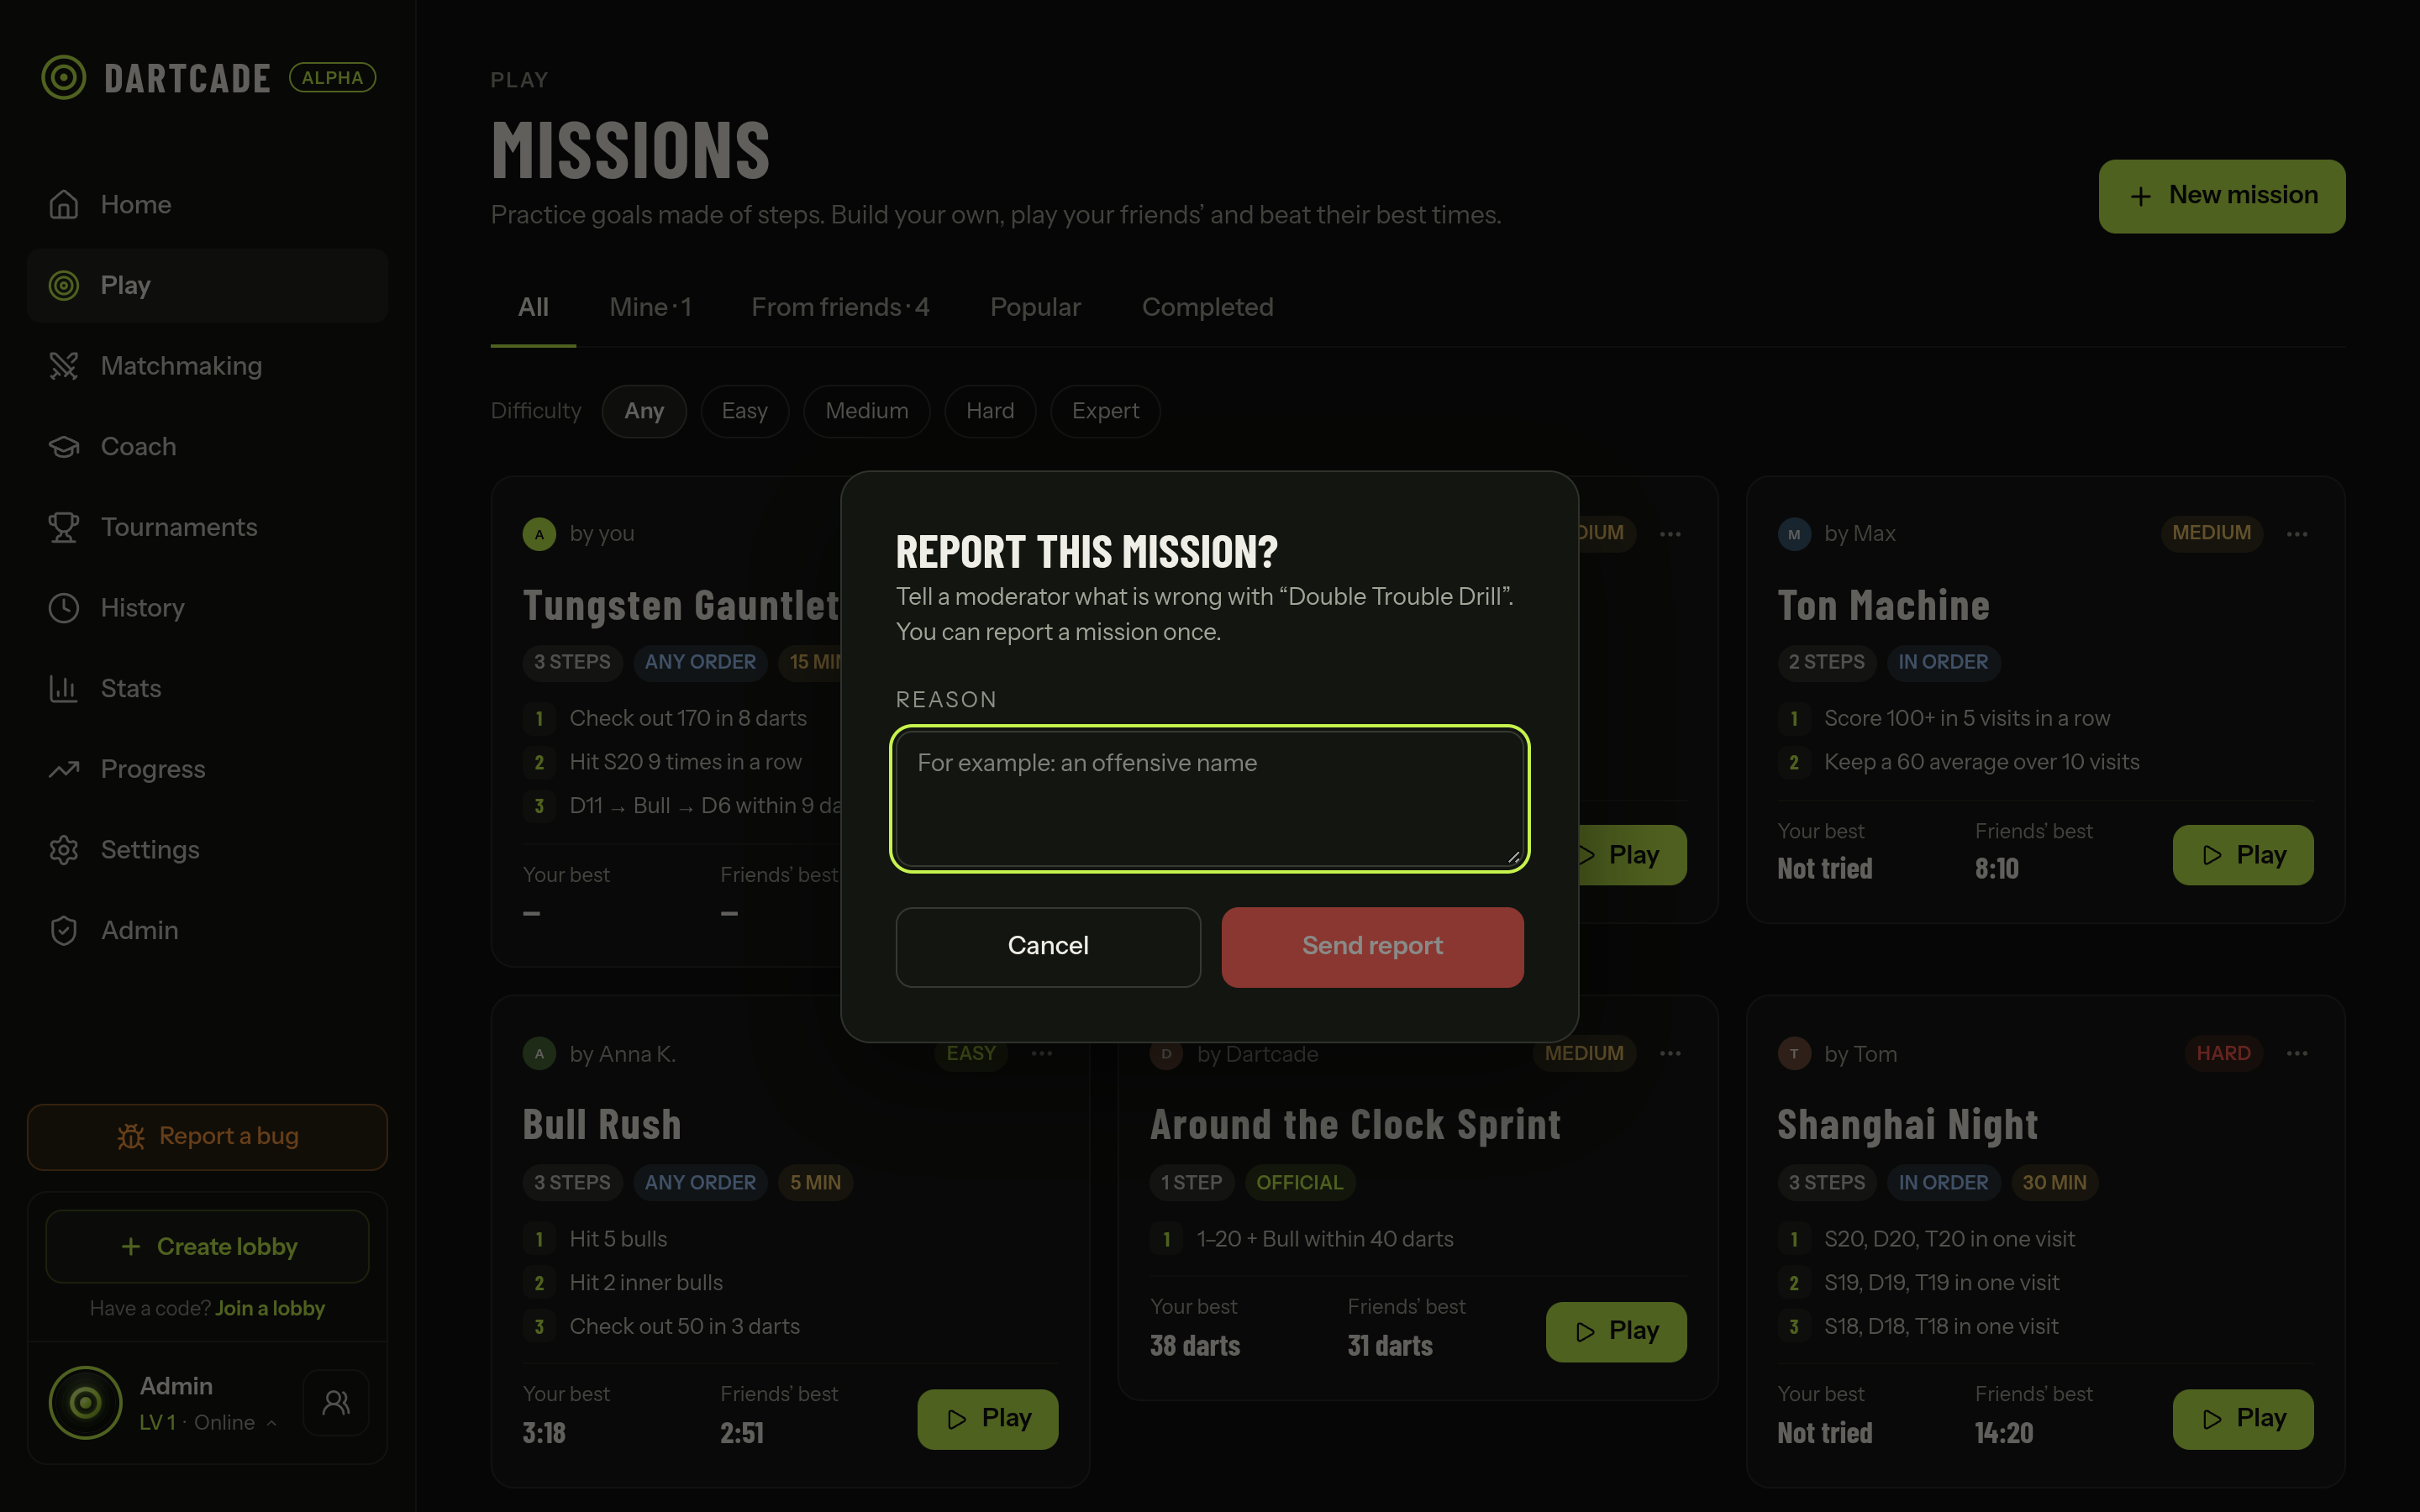 DARTCADE ALPHA
Home
Play
Matchmaking
Coach
Tournaments
History
Stats
Progress
Settings
Admin
Report a bug
Create lobby
Have a code? Join a lobby
Admin
LV 1 · Online
PLAY
MISSIONS
Practice goals made of steps. Build your own, play your friends’ and beat their best times.
New mission
All Mine · 1 From friends · 4 Popular Completed
Difficulty Any Easy Medium Hard Expert
A by you
Tungsten Gauntlet
3 STEPS ANY ORDER 15 MIN
1 Check out 170 in 8 darts
2 Hit S20 9 times in a row
3 D11 → Bull → D6 within 9
Your best Friends’ best
– –
Play
M by Max MEDIUM
Ton Machine
2 STEPS IN ORDER
1 Score 100+ in 5 visits in a row
2 Keep a 60 average over 10 visits
Your best Friends’ best
Not tried 8:10
Play
REPORT THIS MISSION?
Tell a moderator what is wrong with “Double Trouble Drill”.
You can report a mission once.
REASON
For example: an offensive name
Cancel Send report
A by Anna K. EASY
Bull Rush
3 STEPS ANY ORDER 5 MIN
1 Hit 5 bulls
2 Hit 2 inner bulls
3 Check out 50 in 3 darts
Your best Friends’ best
3:18 2:51
Play
D by Dartcade MEDIUM
Around the Clock Sprint
1 STEP OFFICIAL
1 1–20 + Bull within 40 darts
Your best Friends’ best
38 darts 31 darts
Play
T by Tom HARD
Shanghai Night
3 STEPS IN ORDER 30 MIN
1 S20, D20, T20 in one visit
2 S19, D19, T19 in one visit
3 S18, D18, T18 in one visit
Your best Friends’ best
Not tried 14:20
Play